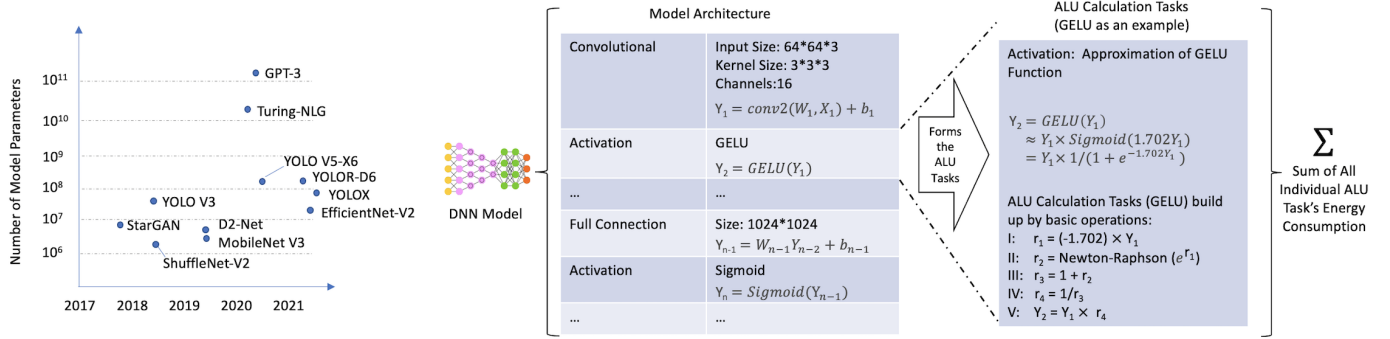 Number of Model Parameters
10¹¹
10¹⁰
10⁹
10⁸
10⁷
10⁶
2017
2018
2019
2020
2021
GPT-3
Turing-NLG
YOLO V5-X6
YOLOR-D6
YOLO V3
YOLOX
EfficientNet-V2
StarGAN
D2-Net
MobileNet V3
ShuffleNet-V2
DNN Model
Model Architecture
Convolutional
Input Size: 64*64*3
Kernel Size: 3*3*3
Channels:16
Y₁ = conv2(W₁, X₁) + b₁
Activation
GELU
Y₂ = GELU(Y₁)
...
...
Full Connection
Size: 1024*1024
Yₙ₋₁ = Wₙ₋₁Yₙ₋₂ + bₙ₋₁
Activation
Sigmoid
Yₙ = Sigmoid(Yₙ₋₁)
...
...
Forms
the
ALU
Tasks
ALU Calculation Tasks
(GELU as an example)
Activation: Approximation of GELU
Function
Y₂ = GELU(Y₁)
≈ Y₁ × Sigmoid(1.702Y₁)
= Y₁ × 1/(1 + e^−1.702Y₁)
ALU Calculation Tasks (GELU) build
up by basic operations:
I: r₁ = (-1.702) × Y₁
II: r₂ = Newton-Raphson (e^r₁)
III: r₃ = 1 + r₂
IV: r₄ = 1/r₃
V: Y₂ = Y₁ × r₄
Σ
Sum of All
Individual ALU
Task's Energy
Consumption